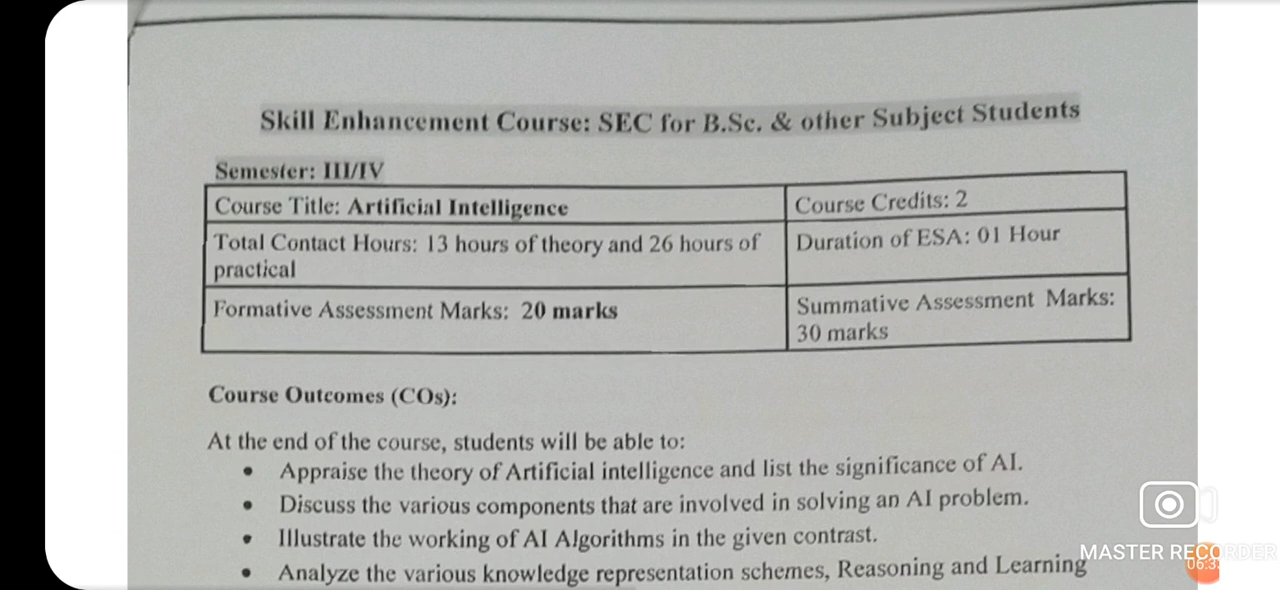 Skill Enhancement Course: SEC for B.Sc. & other Subject Students
Semester: III/IV
Course Title: Artificial Intelligence
Course Credits: 2
Total Contact Hours: 13 hours of theory and 26 hours of
practical
Duration of ESA: 01 Hour
Formative Assessment Marks: 20 marks
Summative Assessment Marks:
30 marks
Course Outcomes (COs):
At the end of the course, students will be able to:
• Appraise the theory of Artificial intelligence and list the significance of AI.
• Discuss the various components that are involved in solving an AI problem.
• Illustrate the working of AI Algorithms in the given contrast.
• Analyze the various knowledge representation schemes, Reasoning and Learning
MASTER RECORDER